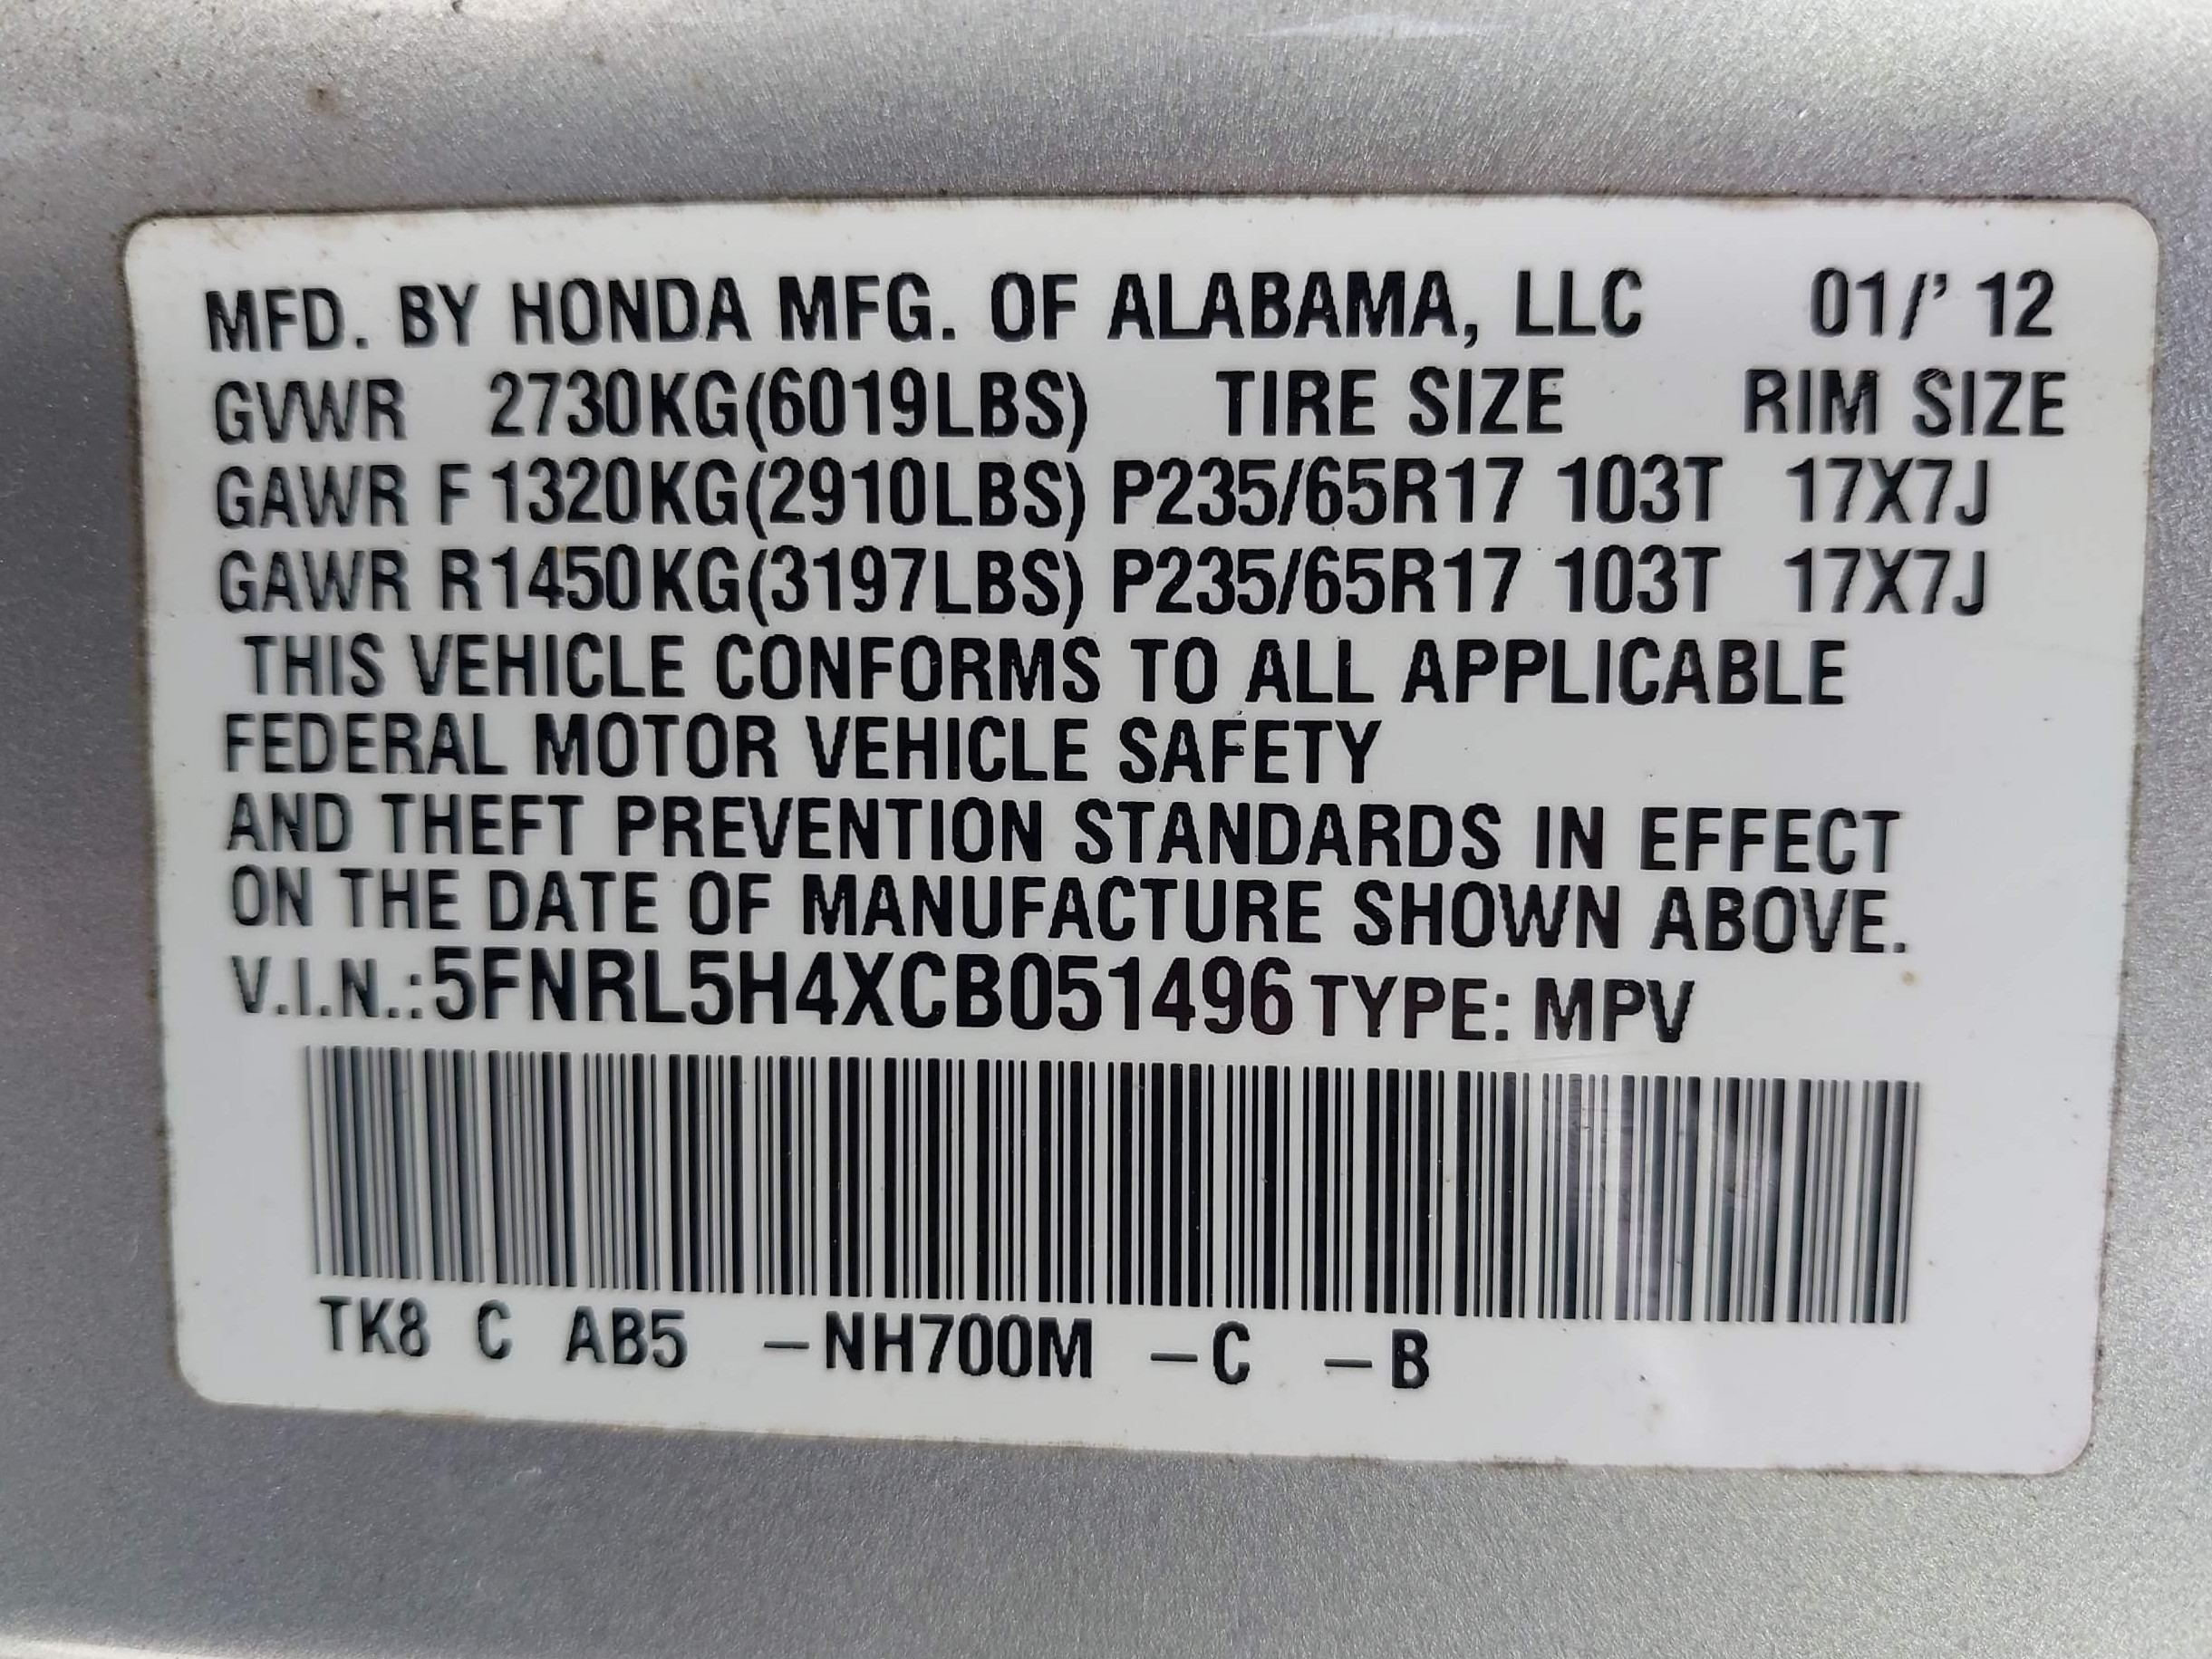 MFD. BY HONDA MFG. OF ALABAMA, LLC 01/' 12
GVWR 2730KG(6019LBS) TIRE SIZE RIM SIZE
GAWR F 1320KG(2910LBS) P235/65R17 103T 17X7J
GAWR R 1450KG(3197LBS) P235/65R17 103T 17X7J
THIS VEHICLE CONFORMS TO ALL APPLICABLE
FEDERAL MOTOR VEHICLE SAFETY
AND THEFT PREVENTION STANDARDS IN EFFECT
ON THE DATE OF MANUFACTURE SHOWN ABOVE.
V.I.N.:5FNRL5H4XCB051496 TYPE: MPV
TK8 C AB5 -NH700M -C -B